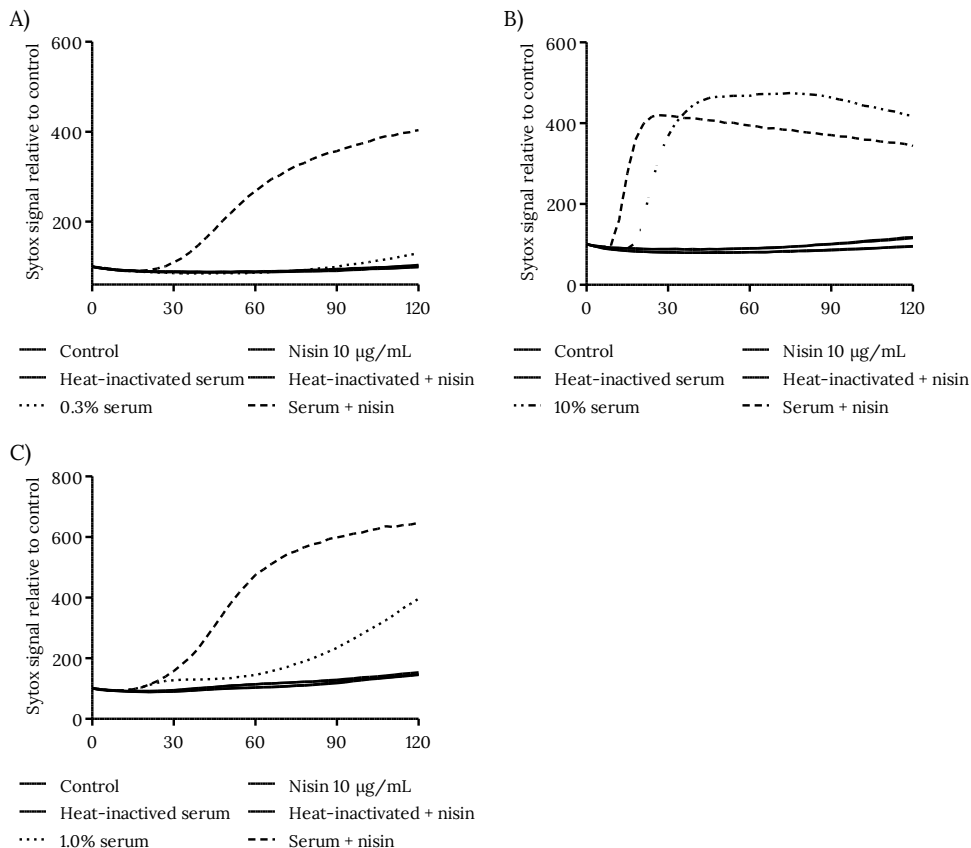 A)
600
400
200
Sytox signal relative to control
0 30 60 90 120
Control
Nisin 10 µg/mL
Heat-inactivated serum
Heat-inactivated + nisin
0.3% serum
Serum + nisin
B)
600
400
200
0
Sytox signal relative to control
0 30 60 90 120
Control
Nisin 10 µg/mL
Heat-inactived serum
Heat-inactivated + nisin
10% serum
Serum + nisin
C)
800
600
400
200
0
Sytox signal relative to control
0 30 60 90 120
Control
Nisin 10 µg/mL
Heat-inactived serum
Heat-inactivated + nisin
1.0% serum
Serum + nisin